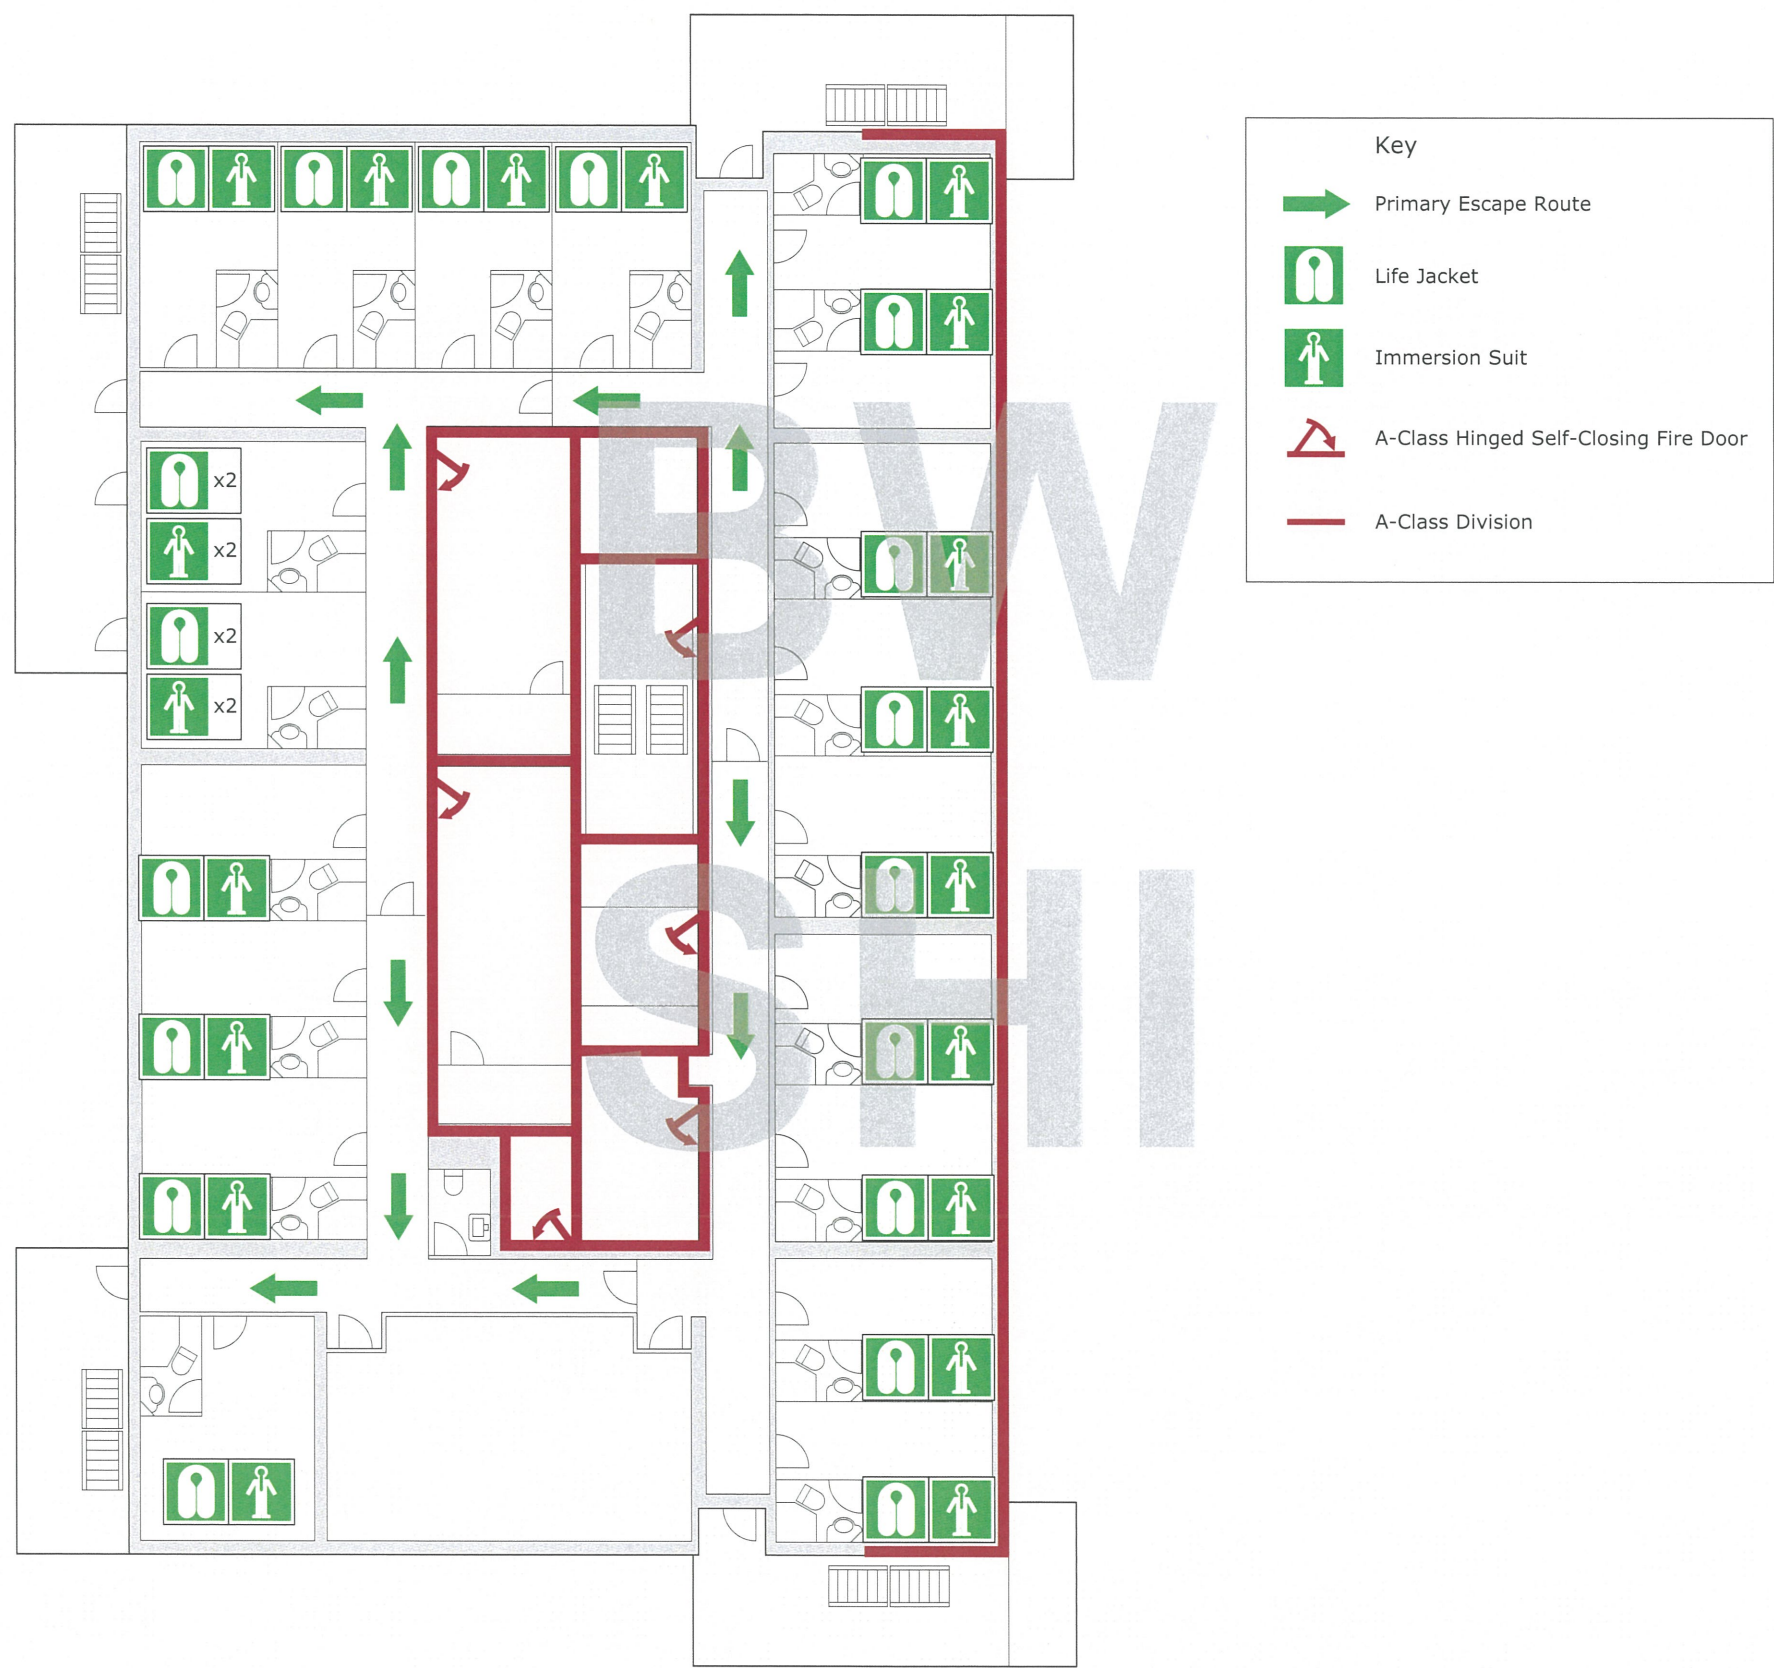 Key
Primary Escape Route
Life Jacket
Immersion Suit
A-Class Hinged Self-Closing Fire Door
A-Class Division
x2
x2
x2
x2
BW
SHI